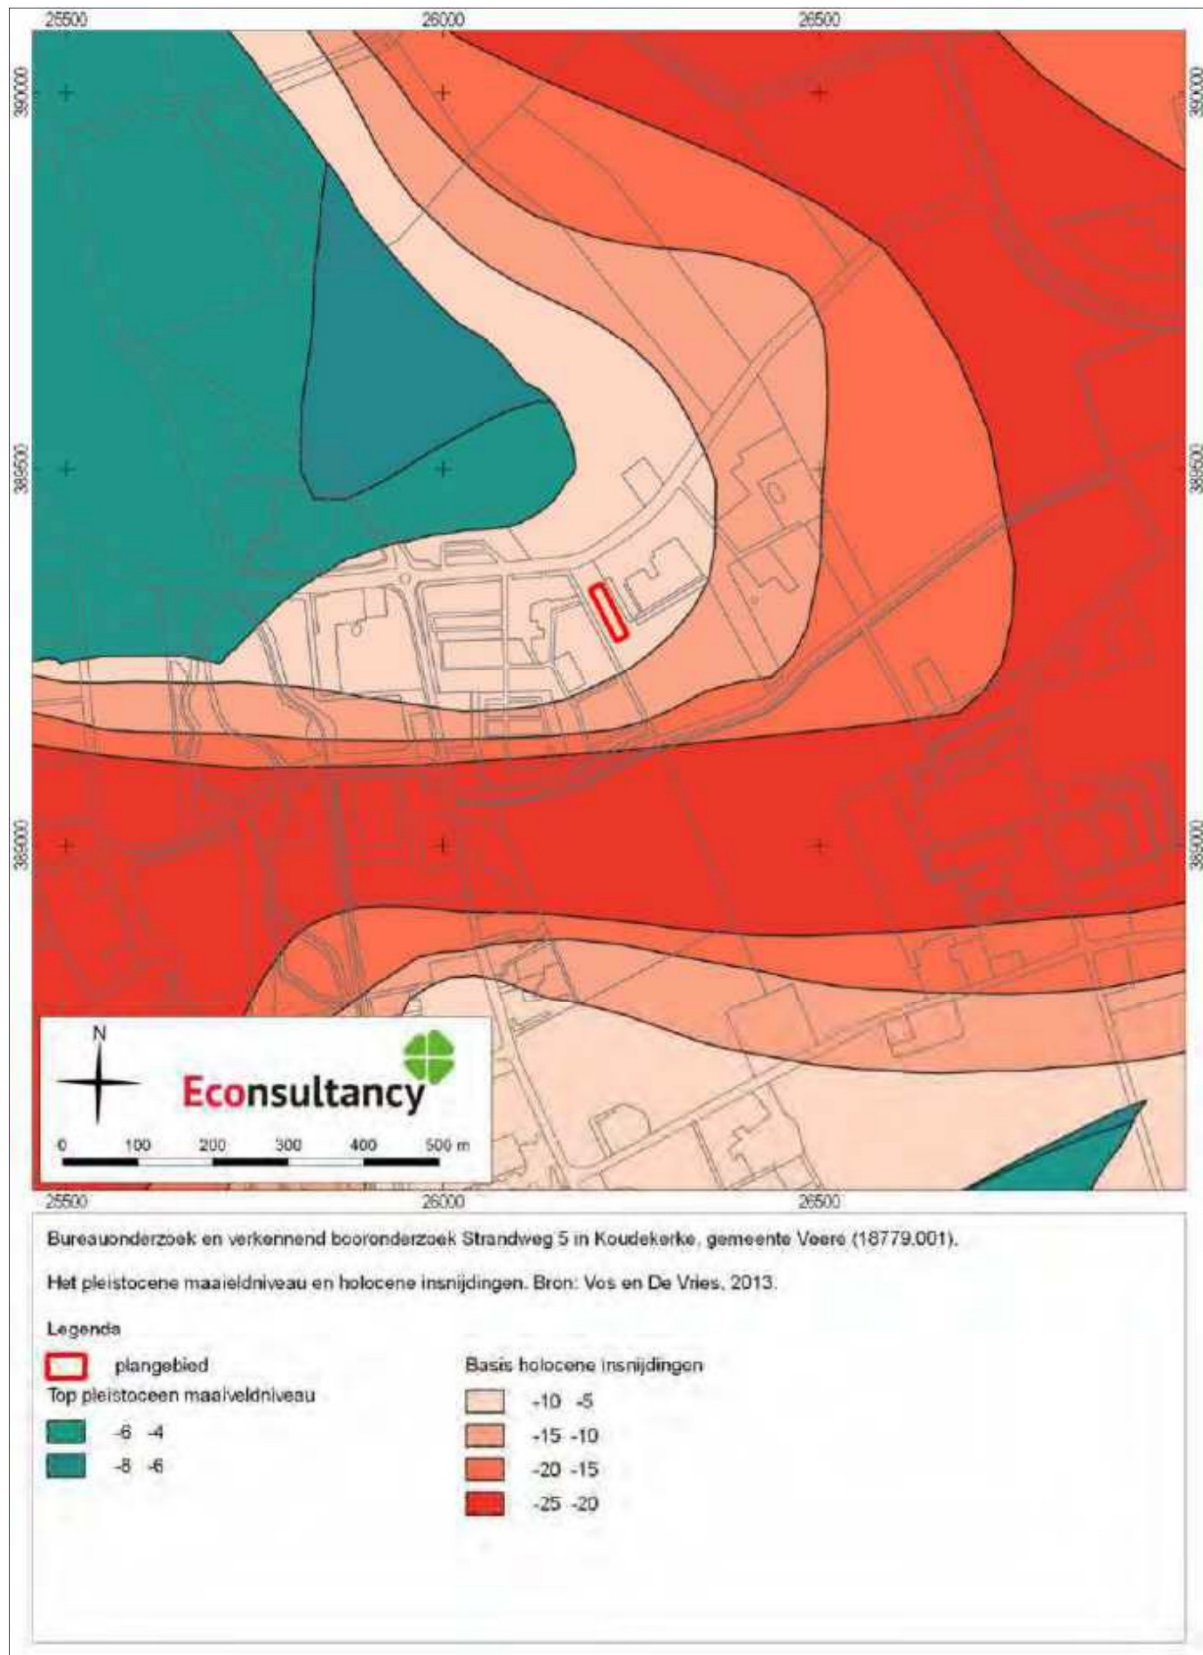 25500 26000 26500
390000 390000
389500 389500
389000 389000
N
Econsultancy
0 100 200 300 400 500 m
25500 26000 26500
Bureauonderzoek en verkennend booronderzoek Strandweg 5 in Koudekerke, gemeente Veere (18779.001).
Het pleistocene maaieldniveau en holocene insnijdingen. Bron: Vos en De Vries, 2013.
Legenda
plangebied
Top pleistoceen maaiveldniveau
-6 -4
-8 -6
Basis holocene insnijdingen
-10 -5
-15 -10
-20 -15
-25 -20